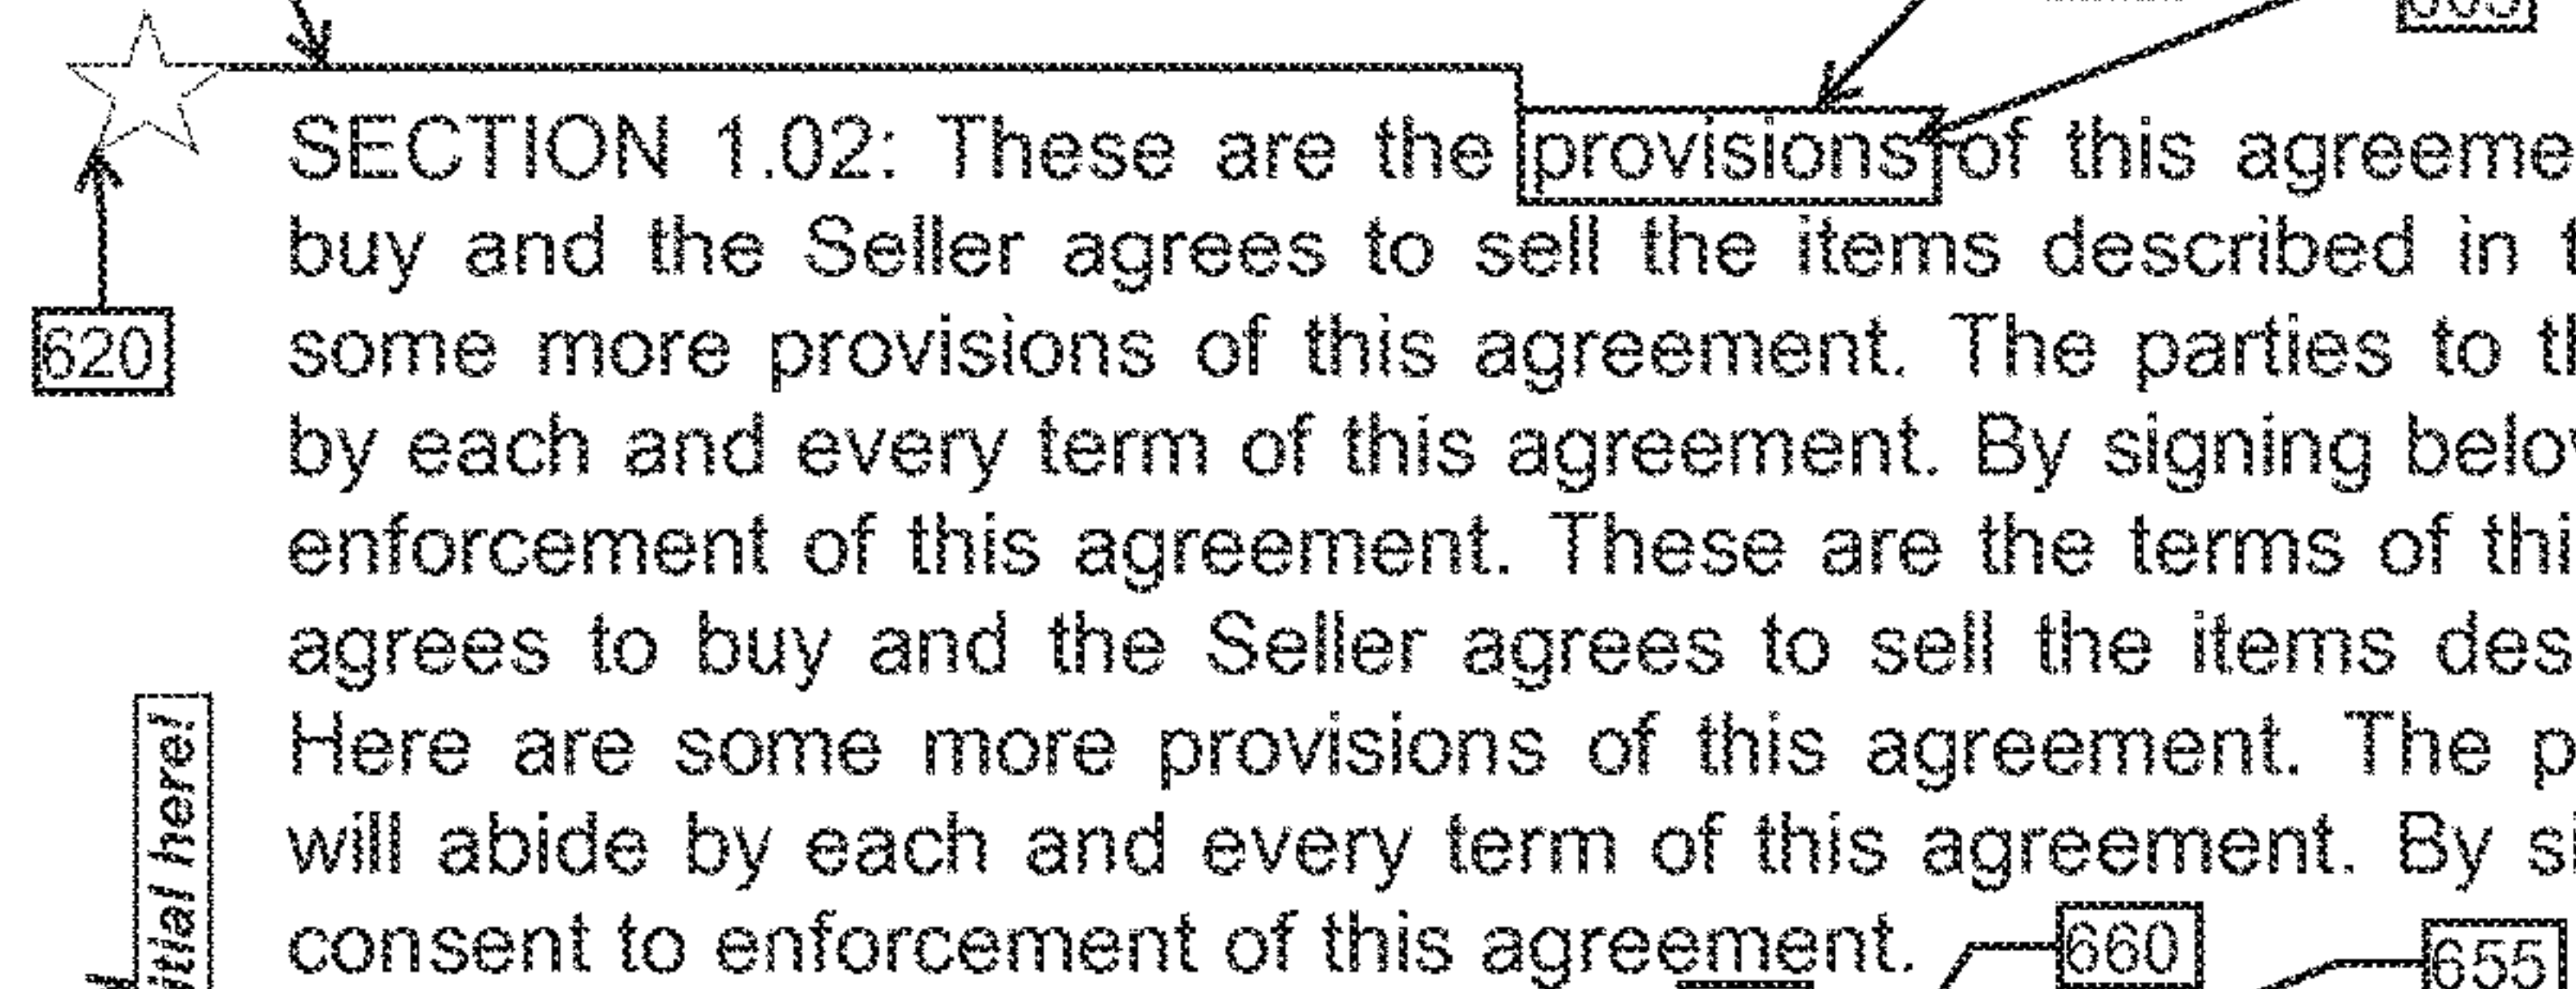 SECTION 1.02: These are the provisions of this agreeme
buy and the Seller agrees to sell the items described in
620
some more provisions of this agreement. The parties to
by each and every term of this agreement. By signing
enforcement of this agreement. These are the terms of thi
agrees to buy and the Seller agrees to sell the items des
Here are some more provisions of this agreement. The p
will abide by each and every term of this agreement. By si
consent to enforcement of this agreement.
itial here!
660
655